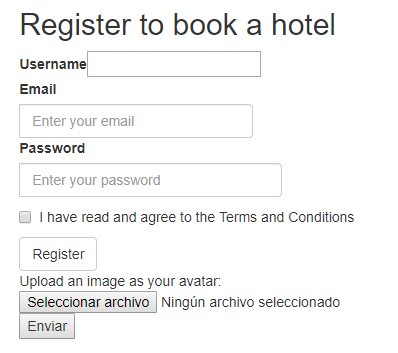 Register to book a hotel
Username
Email
Enter your email
Password
Enter your password
I have read and agree to the Terms and Conditions
Register
Upload an image as your avatar:
Seleccionar archivo Ningún archivo seleccionado
Enviar